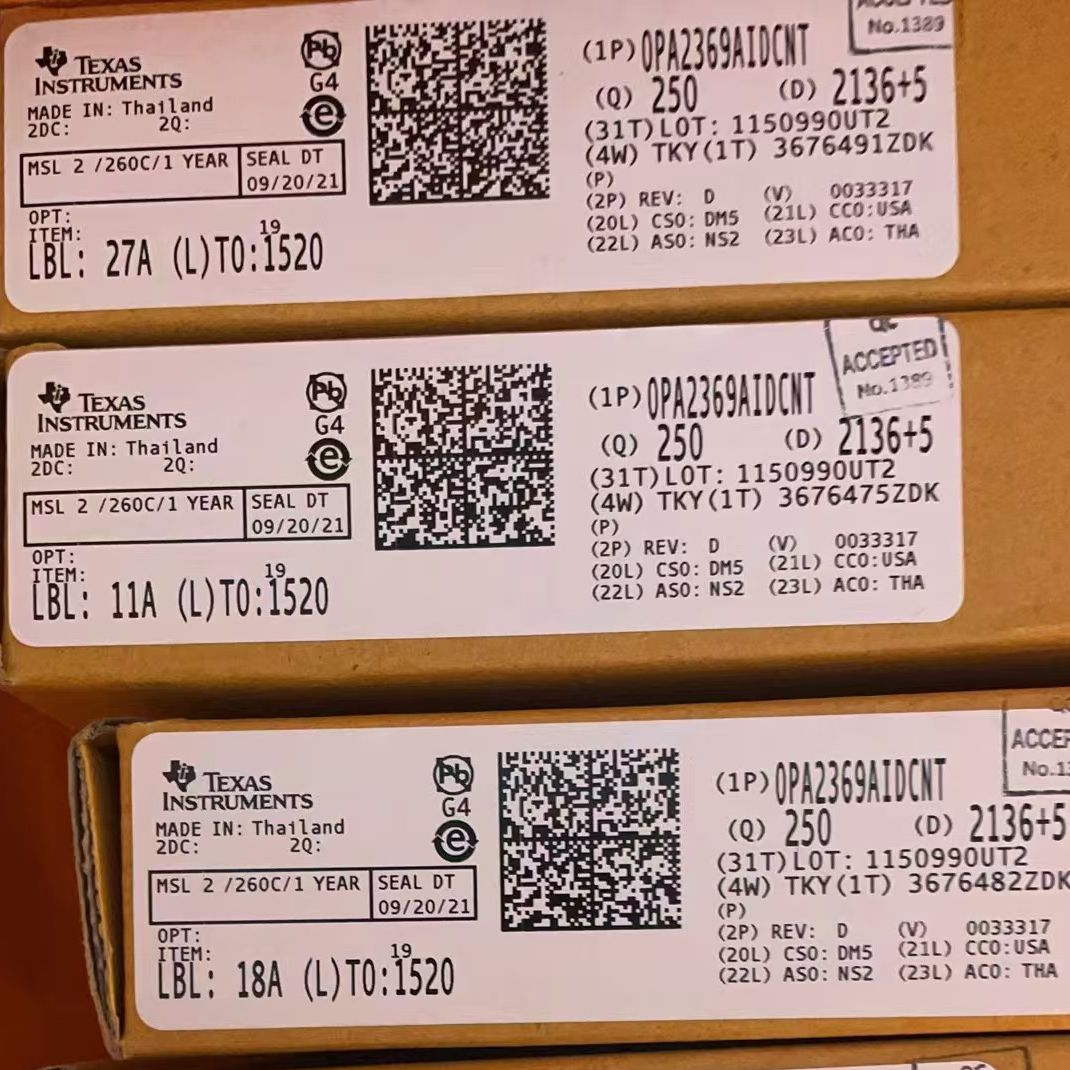 TEXAS
INSTRUMENTS
MADE IN: Thailand
2DC: 2Q:
MSL 2 /260C/1 YEAR
SEAL DT
09/20/21
OPT:
ITEM:
19
LBL: 27A (L)TO:1520
Pb
G4
e
(1P) OPA2369AIDCNT
(Q) 250 (D) 2136+5
(31T)LOT: 1150990UT2
(4W) TKY(1T) 3676491ZDK
(P)
(2P) REV: D (V) 0033317
(20L) CSO: DM5 (21L) CCO:USA
(22L) ASO: NS2 (23L) ACO: THA
No.1389
TEXAS
INSTRUMENTS
MADE IN: Thailand
2DC: 2Q:
MSL 2 /260C/1 YEAR
SEAL DT
09/20/21
OPT:
ITEM:
19
LBL: 11A (L)TO:1520
Pb
G4
e
(1P) OPA2369AIDCNT
(Q) 250 (D) 2136+5
(31T)LOT: 1150990UT2
(4W) TKY(1T) 3676475ZDK
(P)
(2P) REV: D (V) 0033317
(20L) CSO: DM5 (21L) CCO:USA
(22L) ASO: NS2 (23L) ACO: THA
QC
ACCEPTED
No.1389
TEXAS
INSTRUMENTS
MADE IN: Thailand
2DC: 2Q:
MSL 2 /260C/1 YEAR
SEAL DT
09/20/21
OPT:
ITEM:
19
LBL: 18A (L)TO:1520
Pb
G4
e
(1P) OPA2369AIDCNT
(Q) 250 (D) 2136+5
(31T)LOT: 1150990UT2
(4W) TKY(1T) 3676482ZDK
(P)
(2P) REV: D (V) 0033317
(20L) CSO: DM5 (21L) CCO:USA
(22L) ASO: NS2 (23L) ACO: THA